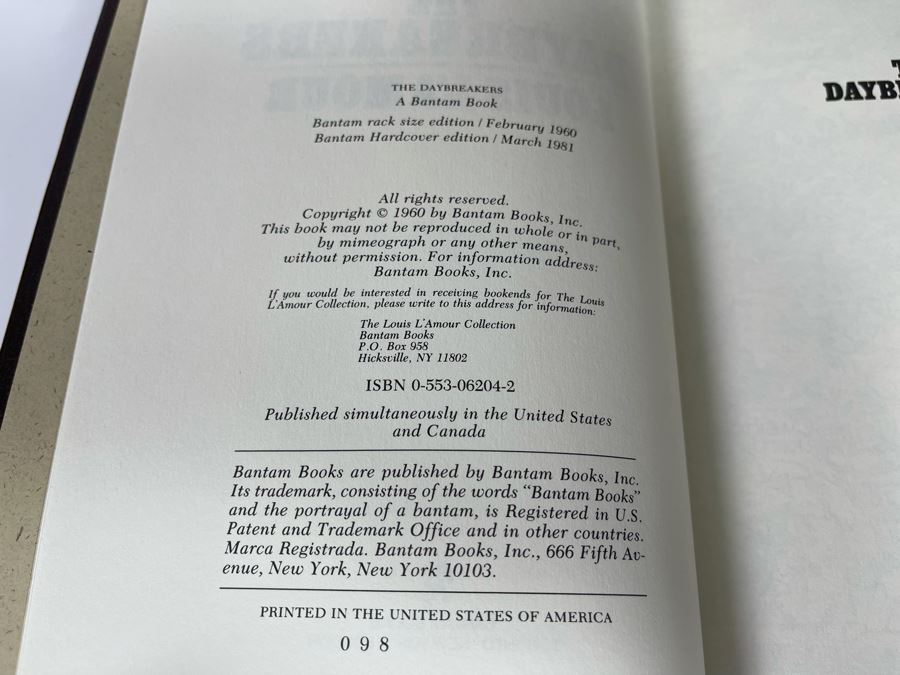 THE DAYBREAKERS
A Bantam Book
Bantam rack size edition / February 1960
Bantam Hardcover edition / March 1981
All rights reserved.
Copyright © 1960 by Bantam Books, Inc.
This book may not be reproduced in whole or in part,
by mimeograph or any other means,
without permission. For information address:
Bantam Books, Inc.
If you would be interested in receiving bookends for The Louis
L'Amour Collection, please write to this address for information:
The Louis L'Amour Collection
Bantam Books
P.O. Box 958
Hicksville, NY 11802
ISBN 0-553-06204-2
Published simultaneously in the United States
and Canada
Bantam Books are published by Bantam Books, Inc.
Its trademark, consisting of the words “Bantam Books”
and the portrayal of a bantam, is Registered in U.S.
Patent and Trademark Office and in other countries.
Marca Registrada. Bantam Books, Inc., 666 Fifth Av-
enue, New York, New York 10103.
PRINTED IN THE UNITED STATES OF AMERICA
0 9 8
T
DAYB